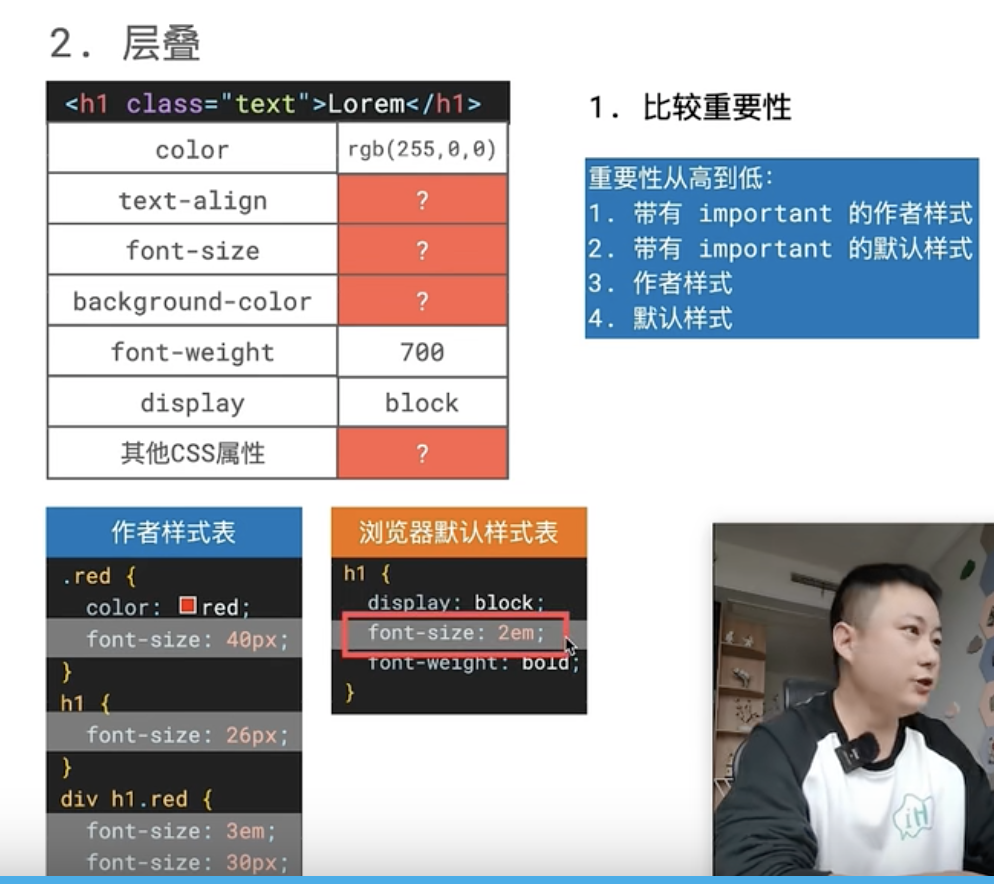 2. 层叠
<h1 class="text">Lorem</h1>
color rgb(255,0,0)
text-align ?
font-size ?
background-color ?
font-weight 700
display block
其他CSS属性 ?
1. 比较重要性
重要性从高到低:
1. 带有 important 的作者样式
2. 带有 important 的默认样式
3. 作者样式
4. 默认样式
作者样式表
.red {
color: red;
font-size: 40px;
}
h1 {
font-size: 26px;
}
div h1.red {
font-size: 3em;
font-size: 30px;
浏览器默认样式表
h1 {
display: block;
font-size: 2em;
font-weight: bold;
}
iH